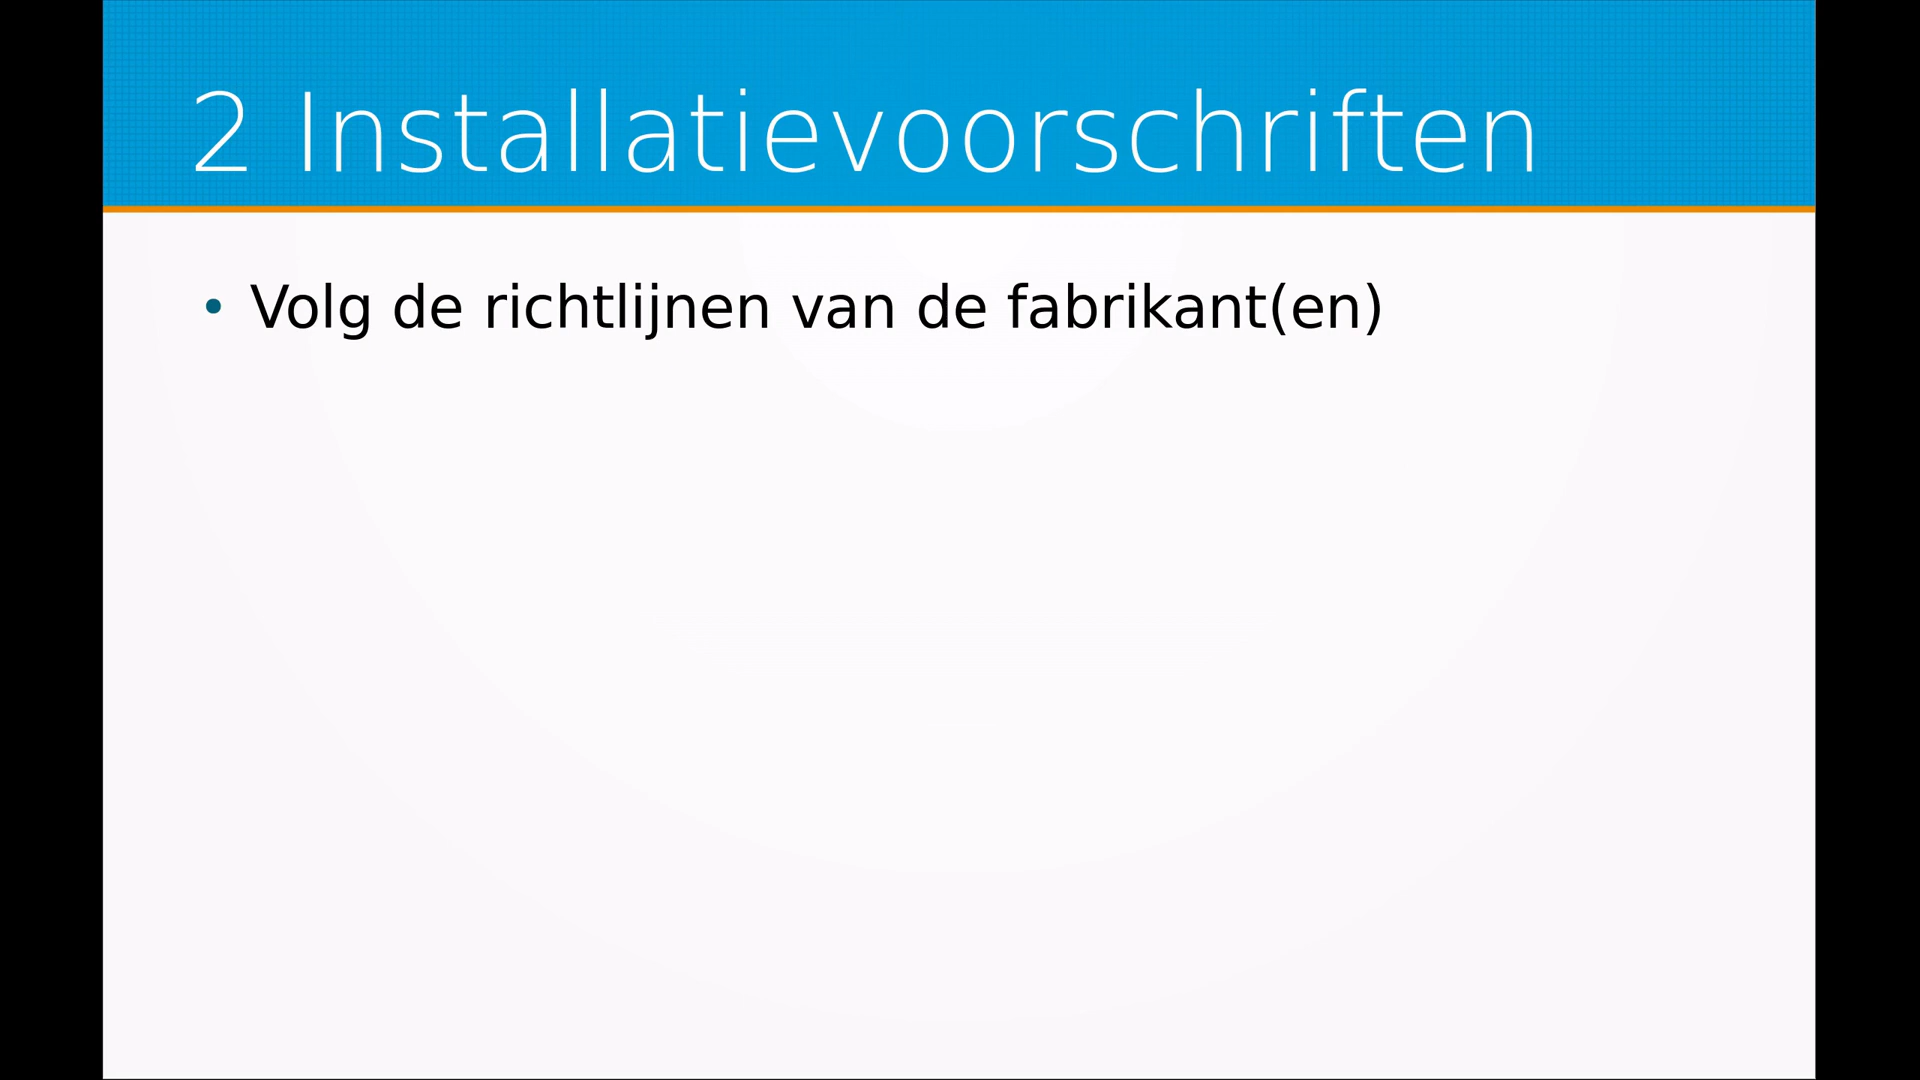 2 Installatievoorschriften
• Volg de richtlijnen van de fabrikant(en)